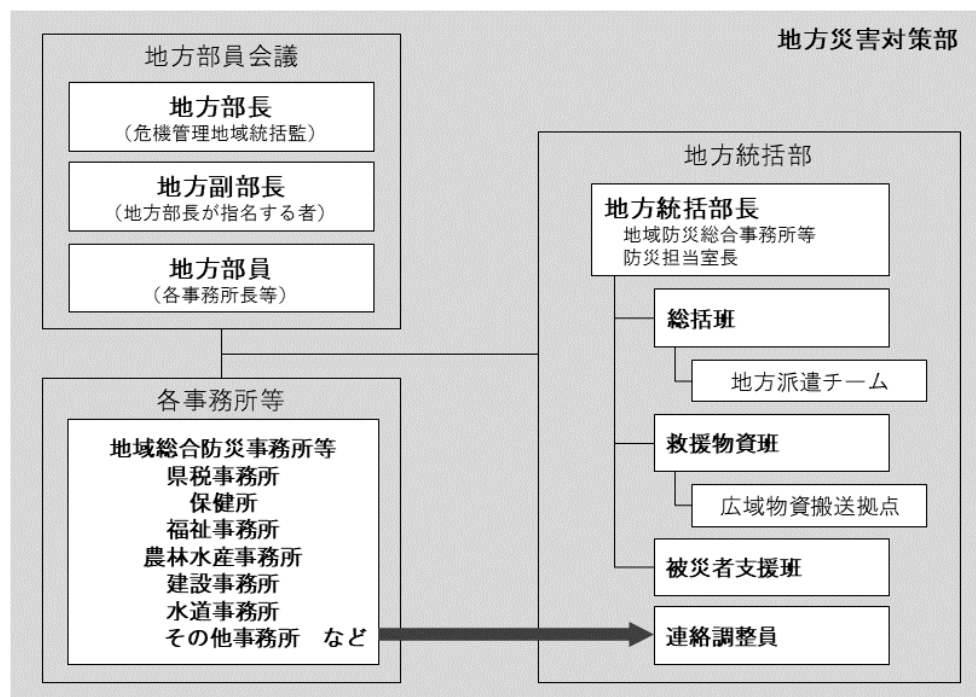 地方災害対策部
地方部員会議
地方部長
（危機管理地域統括監）
地方副部長
（地方部長が指名する者）
地方部員
（各事務所長等）
各事務所等
地域総合防災事務所等
県税事務所
保健所
福祉事務所
農林水産事務所
建設事務所
水道事務所
その他事務所　など
地方統括部
地方統括部長
地域防災総合事務所等
防災担当室長
総括班
地方派遣チーム
救援物資班
広域物資搬送拠点
被災者支援班
連絡調整員